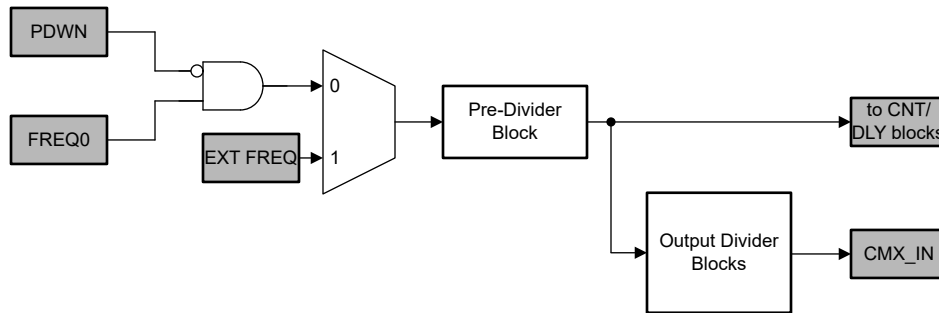 PDWN
FREQ0
EXT FREQ
0
1
Pre-Divider
Block
to CNT/
DLY blocks
Output Divider
Blocks
CMX_IN